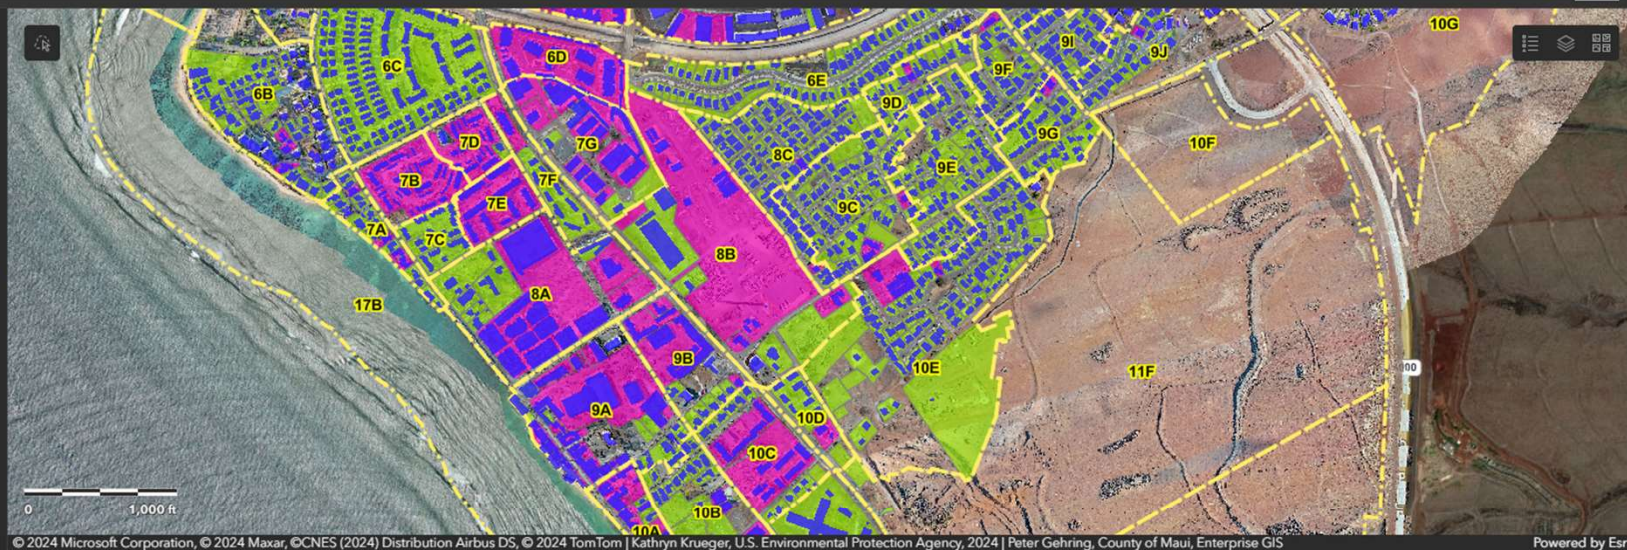 10G
9I
9J
6D
6C
6E
9F
6B
9D
7D
7G
9G
10F
8C
9E
7B
7F
7E
9C
7A
7C
8B
8A
17B
9B
10E
11F
9A
10D
10C
10B
10A
0 1,000 ft
© 2024 Microsoft Corporation, © 2024 Maxar, ©CNES (2024) Distribution Airbus DS, © 2024 TomTom | Kathryn Krueger, U.S. Environmental Protection Agency, 2024 | Peter Gehring, County of Maui, Enterprise GIS Powered by Esr